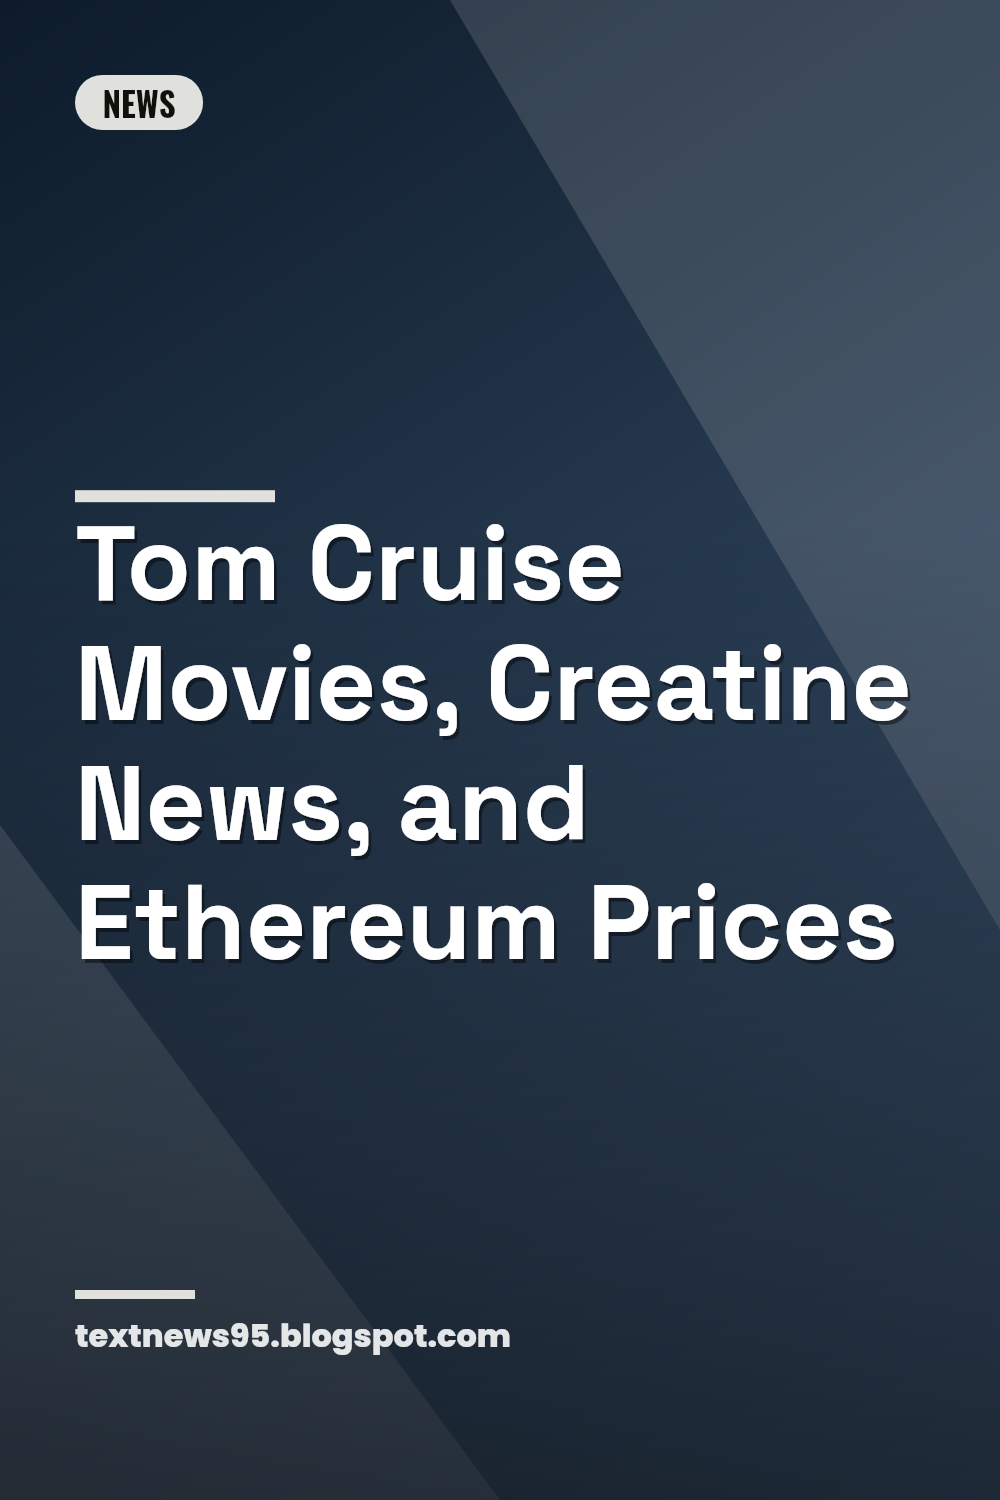 NEWS
Tom Cruise
Movies, Creatine
News, and
Ethereum Prices
textnews95.blogspot.com